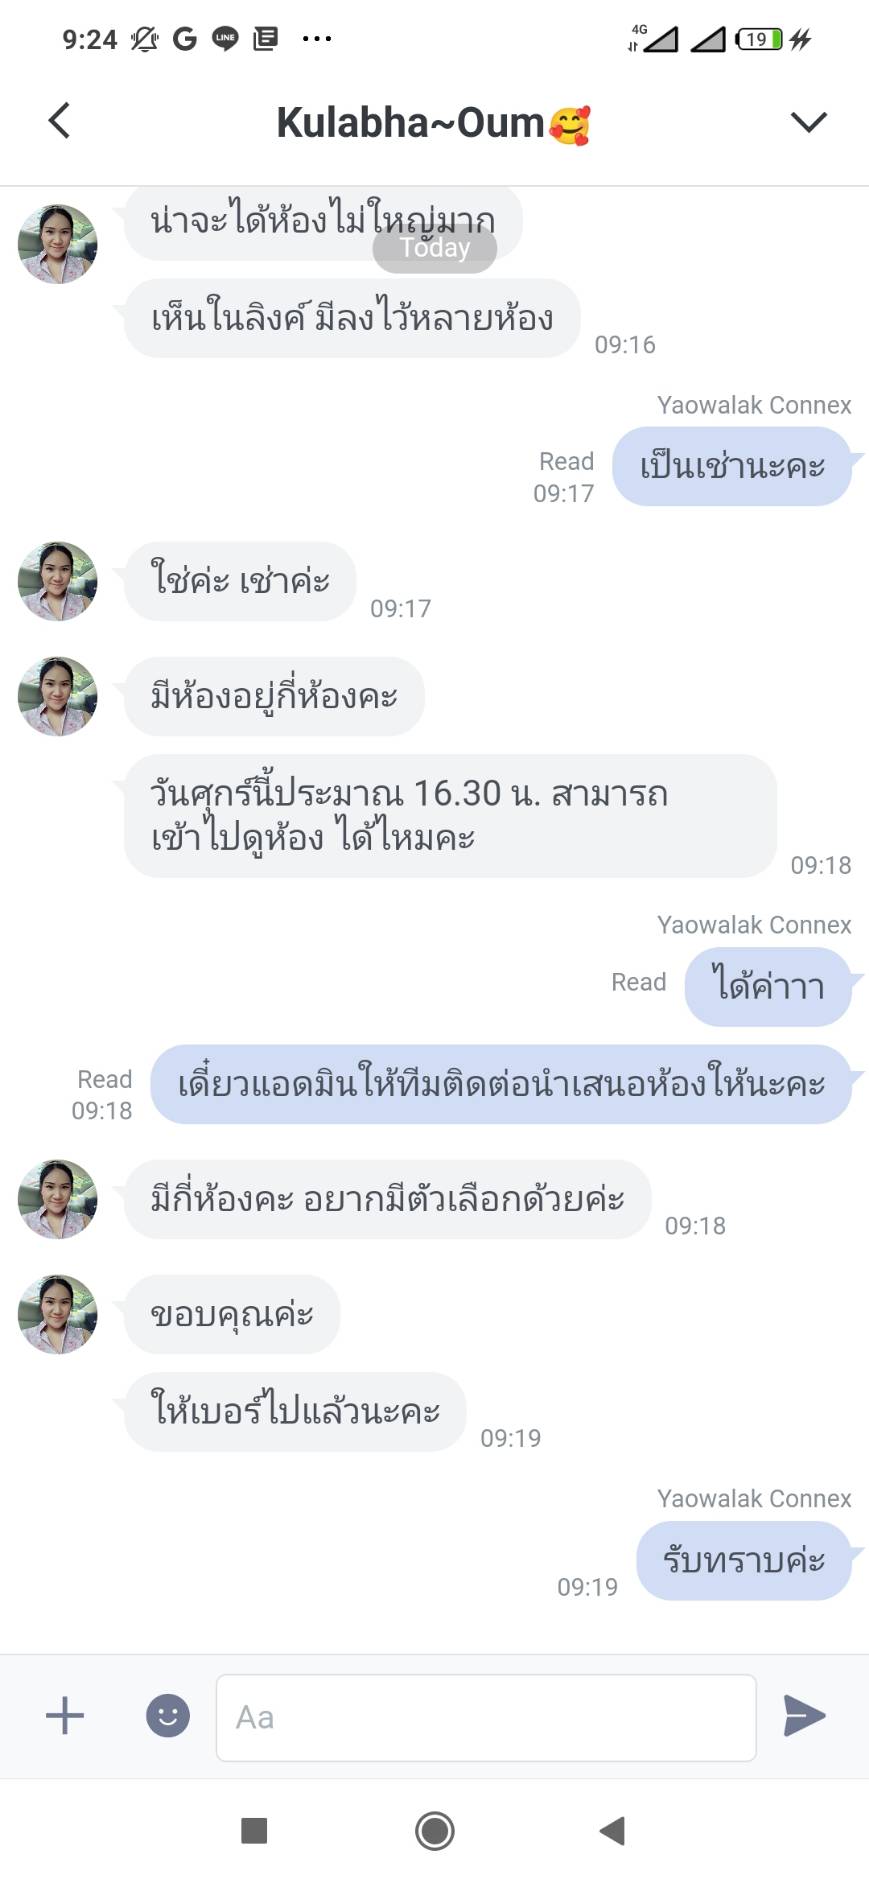 9:24
LINE
4G
19
Kulabha~Oum🥰
น่าจะได้ห้องไม่ใหญ่มาก
Today
เห็นในลิงค์ มีลงไว้หลายห้อง
09:16
Yaowalak Connex
เป็นเช่านะคะ
Read
09:17
ใช่ค่ะ เช่าค่ะ
09:17
มีห้องอยู่กี่ห้องคะ
วันศุกร์นี้ประมาณ 16.30 น. สามารถ
เข้าไปดูห้อง ได้ไหมคะ
09:18
Yaowalak Connex
Read
ได้ค่าาา
Read
09:18
เดี๋ยวแอดมินให้ทีมติดต่อนำเสนอห้องให้นะคะ
มีกี่ห้องคะ อยากมีตัวเลือกด้วยค่ะ
09:18
ขอบคุณค่ะ
ให้เบอร์ไปแล้วนะคะ
09:19
Yaowalak Connex
รับทราบค่ะ
09:19
Aa